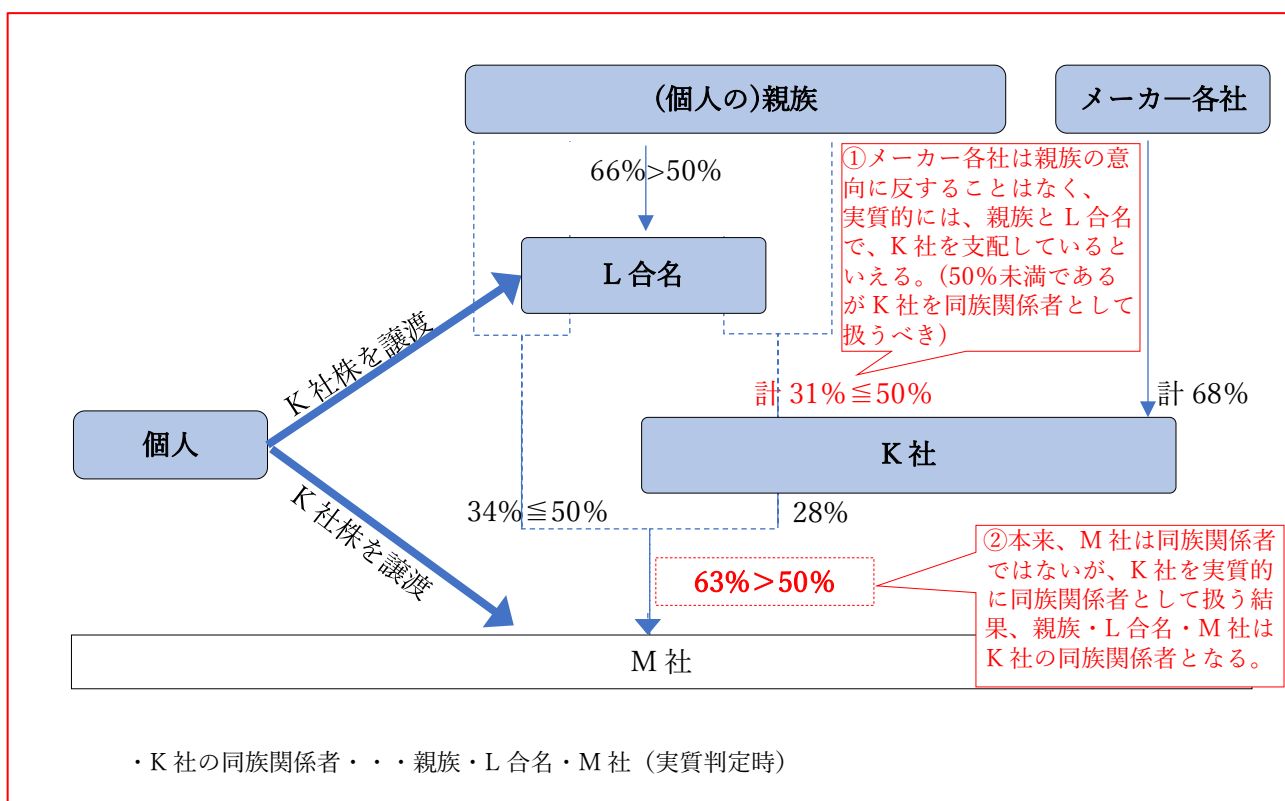 (個人の)親族
メーカー各社
①メーカー各社は親族の意
向に反することはなく、
実質的には、親族とL合名
で、K社を支配していると
いえる。(50％未満である
がK社を同族関係者として
扱うべき)
66%>50%
L合名
K社株を譲渡
計31%≦50%
計68%
個人
K社
K社株を譲渡
34%≦50%
28%
②本来、M社は同族関係者
ではないが、K社を実質的
に同族関係者として扱う結
果、親族・L合名・M社は
K社の同族関係者となる。
63%>50%
M社
・K社の同族関係者・・・親族・L合名・M社（実質判定時）